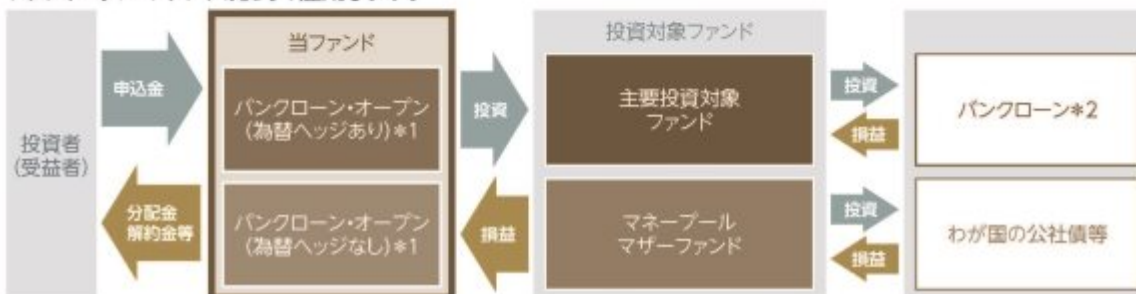 当ファンド
投資対象ファンド
申込金
バンクローン・オープン
(為替ヘッジあり)*1
投資
主要投資対象
ファンド
投資
損益
バンクローン*2
投資者
(受益者)
分配金
解約金等
バンクローン・オープン
(為替ヘッジなし)*1
損益
マネープール
マザーファンド
投資
損益
わが国の公社債等